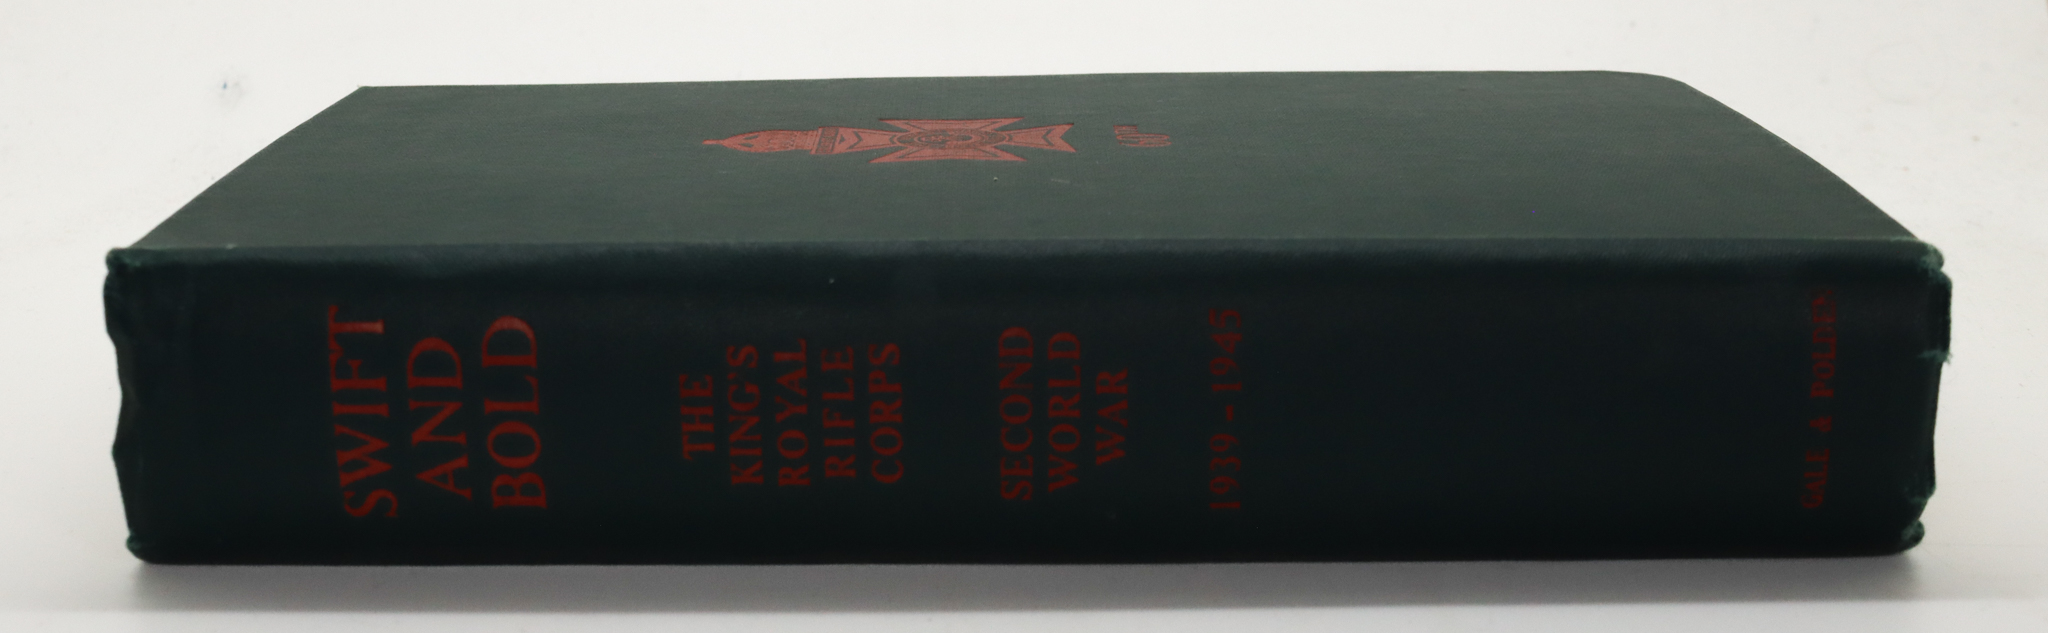 SWIFT
AND
BOLD
THE
KING'S
ROYAL
RIFLE
CORPS
SECOND
WORLD
WAR
1939-1945
GALE & POLDEN